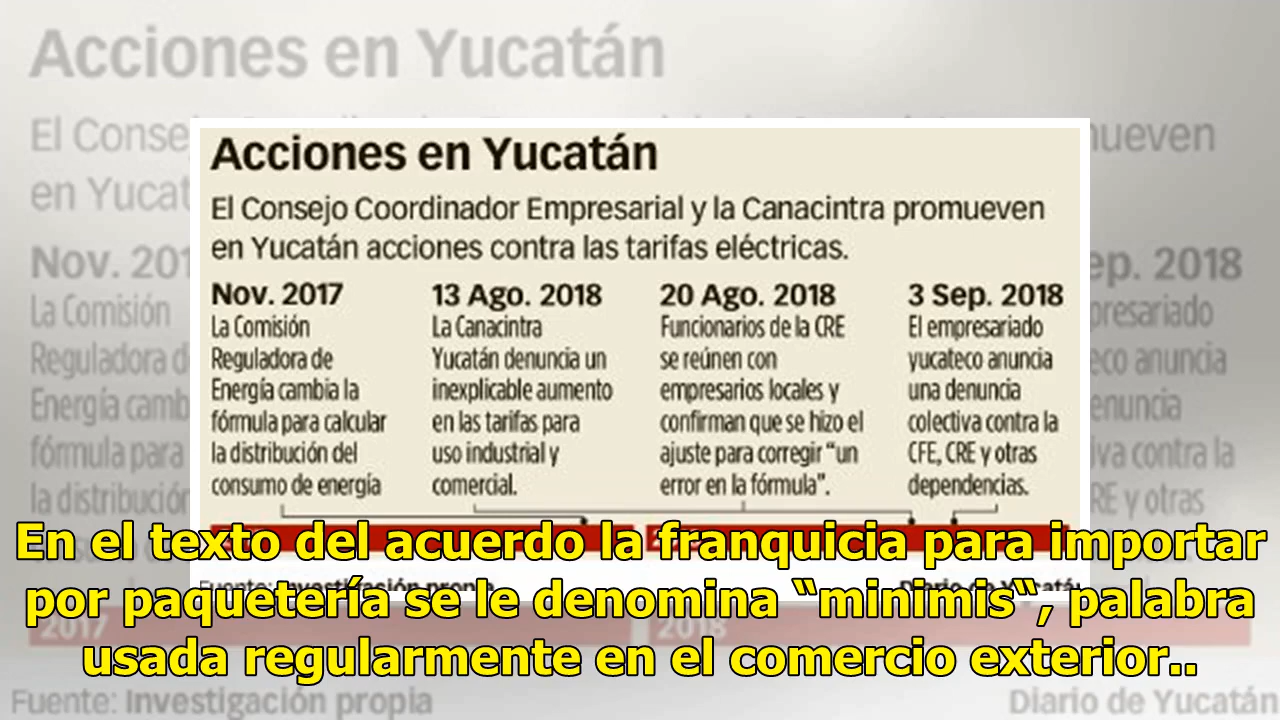 Acciones en Yucatán
El Consejo Coordinador Empresarial y la Canacintra promueven
en Yucatán acciones contra las tarifas eléctricas.
Nov. 2017
La Comisión
Reguladora de
Energía cambia la
fórmula para calcular
la distribución del
consumo de energía
13 Ago. 2018
La Canacintra
Yucatán denuncia un
inexplicable aumento
en las tarifas para
uso industrial y
comercial.
20 Ago. 2018
Funcionarios de la CRE
se reúnen con
empresarios locales y
confirman que se hizo el
ajuste para corregir “un
error en la fórmula”.
3 Sep. 2018
El empresariado
yucateco anuncia
una denuncia
colectiva contra la
CFE, CRE y otras
dependencias.
En el texto del acuerdo la franquicia para importar
por paquetería se le denomina “minimis“, palabra
usada regularmente en el comercio exterior..
2017
2018
Fuente: Investigación propia
Diario de Yucatán